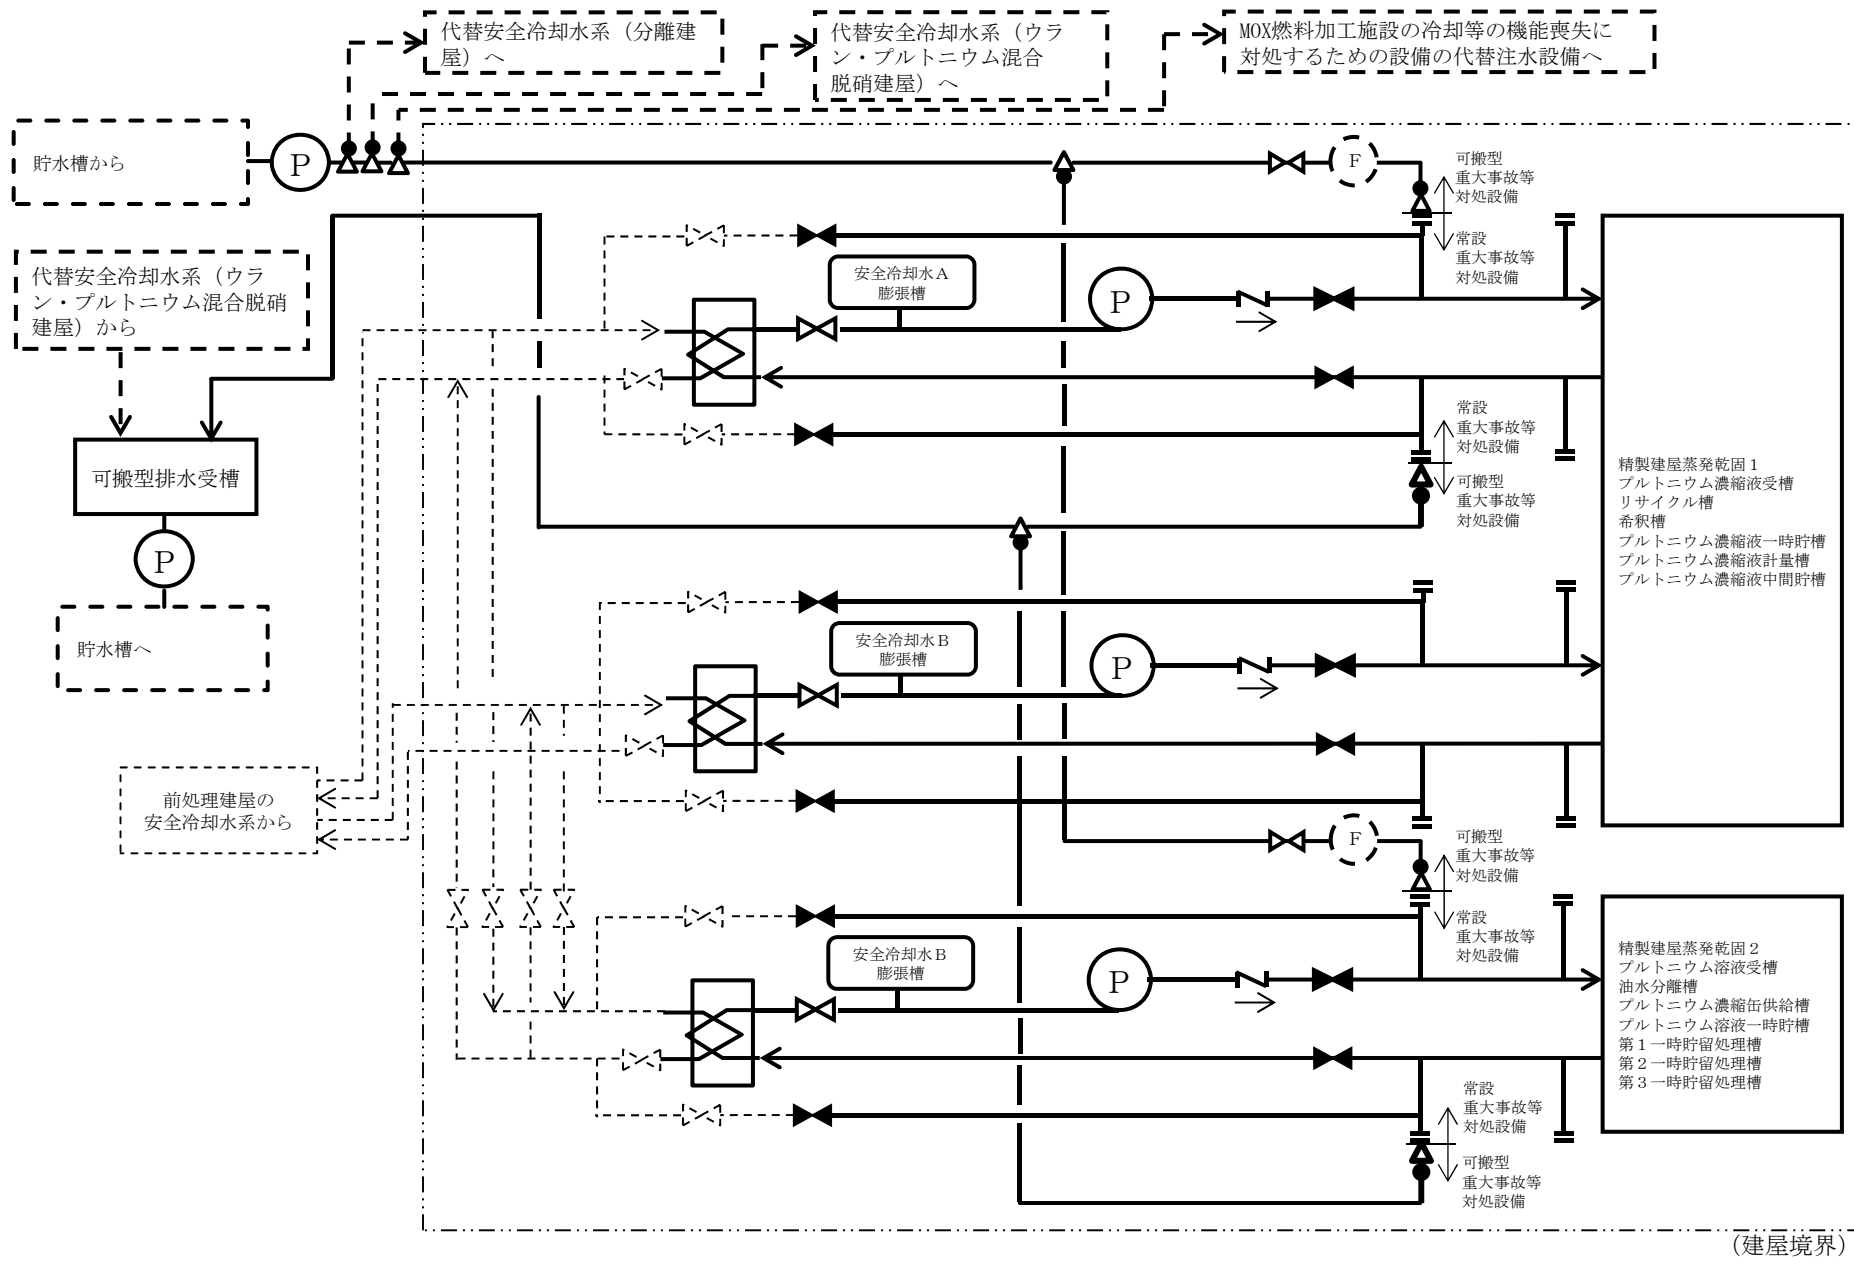 代替安全冷却水系（分離建
屋）へ
代替安全冷却水系（ウラ
ン・プルトニウム混合
脱硝建屋）へ
MOX燃料加工施設の冷却等の機能喪失に
対処するための設備の代替注水設備へ
貯水槽から
P
F
可搬型
重大事故等
対処設備
常設
重大事故等
対処設備
代替安全冷却水系（ウラ
ン・プルトニウム混合脱硝
建屋）から
安全冷却水Ａ
膨張槽
P
常設
重大事故等
対処設備
可搬型
重大事故等
対処設備
可搬型排水受槽
P
貯水槽へ
精製建屋蒸発乾固１
プルトニウム濃縮液受槽
リサイクル槽
希釈槽
プルトニウム濃縮液一時貯槽
プルトニウム濃縮液計量槽
プルトニウム濃縮液中間貯槽
安全冷却水Ｂ
膨張槽
P
前処理建屋の
安全冷却水系から
F
可搬型
重大事故等
対処設備
常設
重大事故等
対処設備
安全冷却水Ｂ
膨張槽
P
精製建屋蒸発乾固２
プルトニウム溶液受槽
油水分離槽
プルトニウム濃縮缶供給槽
プルトニウム溶液一時貯槽
第１一時貯留処理槽
第２一時貯留処理槽
第３一時貯留処理槽
常設
重大事故等
対処設備
可搬型
重大事故等
対処設備
（建屋境界）